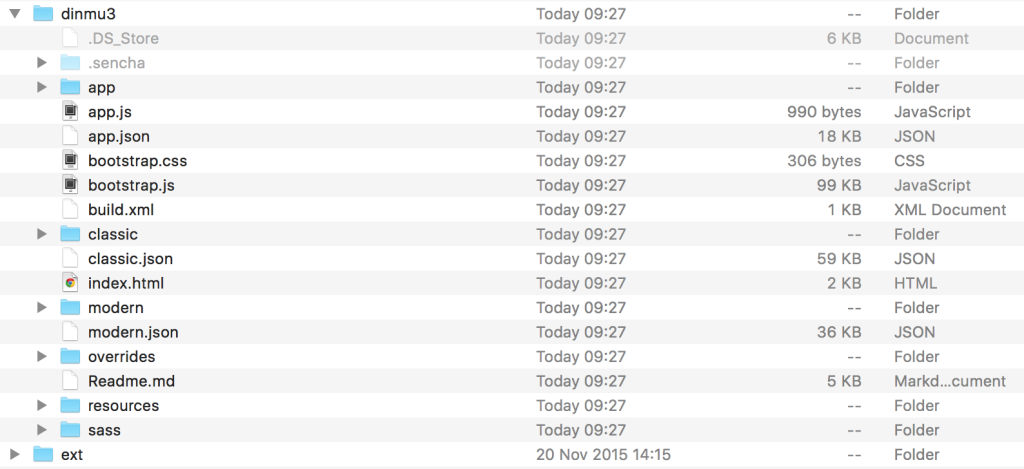 dinmu3 Today 09:27 -- Folder
.DS_Store Today 09:27 6 KB Document
.sencha Today 09:27 -- Folder
app Today 09:27 -- Folder
app.js Today 09:27 990 bytes JavaScript
app.json Today 09:27 18 KB JSON
bootstrap.css Today 09:27 306 bytes CSS
bootstrap.js Today 09:27 99 KB JavaScript
build.xml Today 09:27 1 KB XML Document
classic Today 09:27 -- Folder
classic.json Today 09:27 59 KB JSON
index.html Today 09:27 2 KB HTML
modern Today 09:27 -- Folder
modern.json Today 09:27 36 KB JSON
overrides Today 09:27 -- Folder
Readme.md Today 09:27 5 KB Markd...cument
resources Today 09:27 -- Folder
sass Today 09:27 -- Folder
ext 20 Nov 2015 14:15 -- Folder